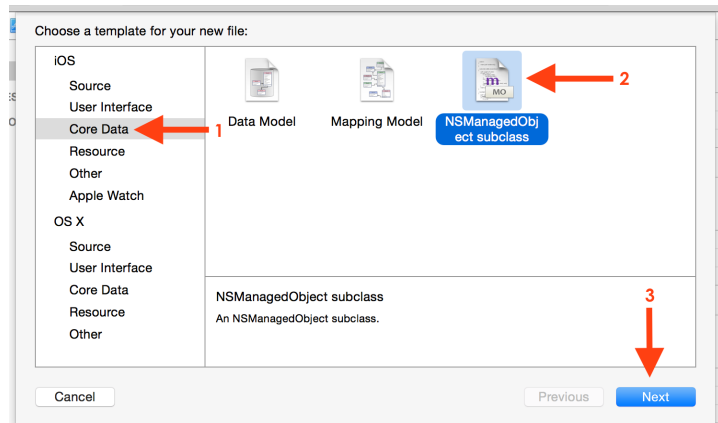 Choose a template for your new file:
iOS
Source
User Interface
Core Data
Resource
Other
Apple Watch
OS X
Source
User Interface
Core Data
Resource
Other
1
Data Model
Mapping Model
m
MO
NSManagedObj
ect subclass
2
NSManagedObject subclass
An NSManagedObject subclass.
3
Cancel
Previous
Next